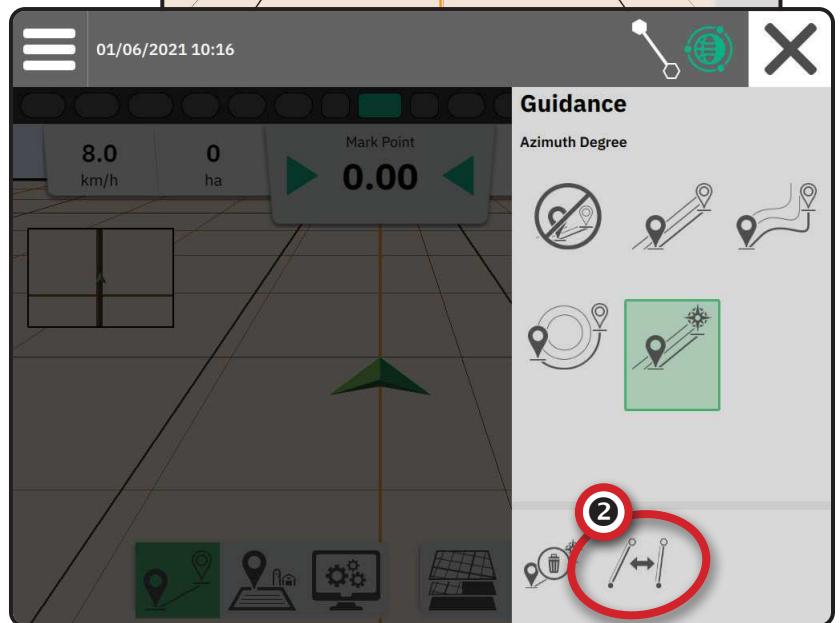 01/06/2021 10:16
Guidance
Azimuth Degree
8.0
km/h
0
ha
Mark Point
0.00
2